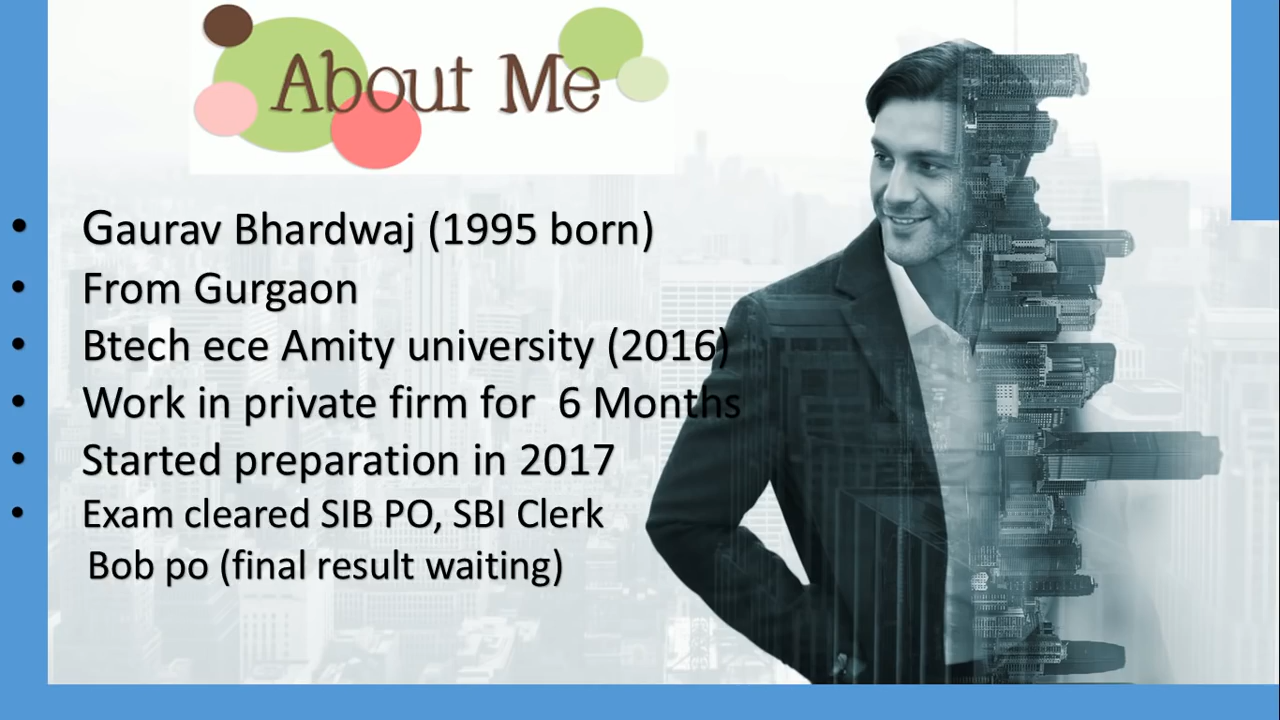 About Me
• Gaurav Bhardwaj (1995 born)
• From Gurgaon
• Btech ece Amity university (2016)
• Work in private firm for 6 Months
• Started preparation in 2017
• Exam cleared SIB PO, SBI Clerk
Bob po (final result waiting)